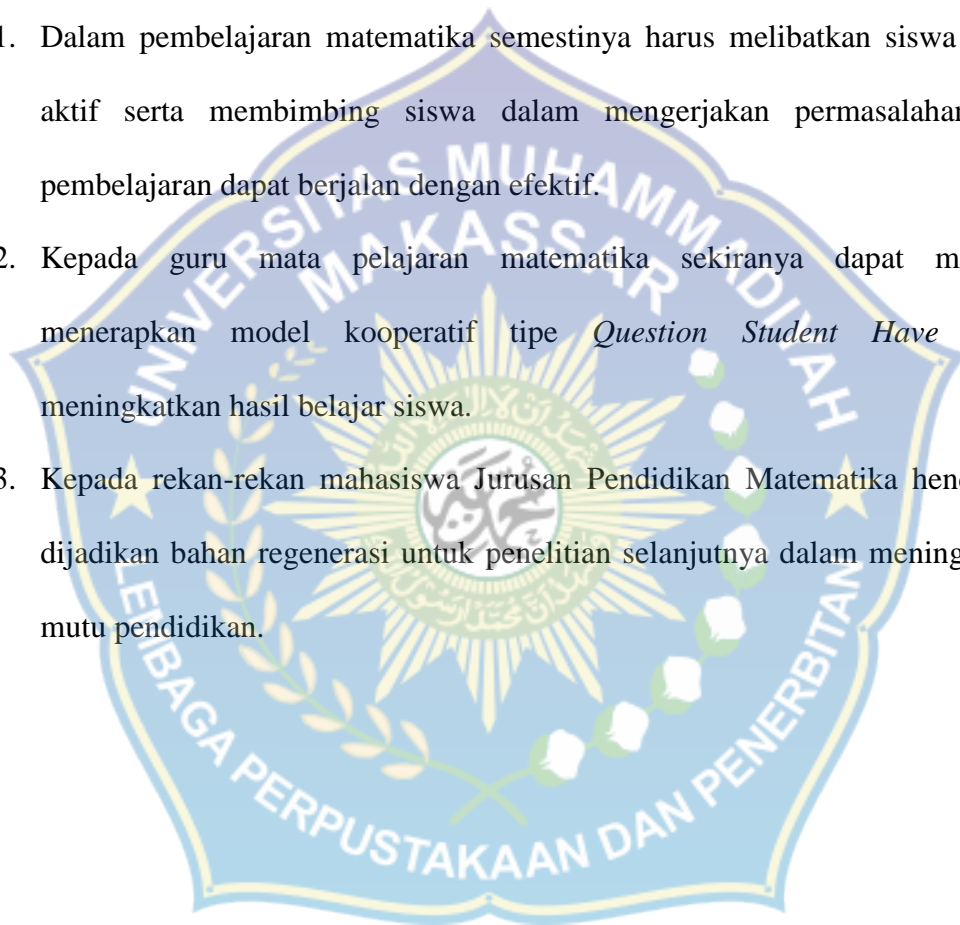 1. Dalam pembelajaran matematika semestinya harus melibatkan siswa
aktif serta membimbing siswa dalam mengerjakan permasalahan
pembelajaran dapat berjalan dengan efektif.
2. Kepada guru mata pelajaran matematika sekiranya dapat m
menerapkan model kooperatif tipe Question Student Have
meningkatkan hasil belajar siswa.
3. Kepada rekan-rekan mahasiswa Jurusan Pendidikan Matematika hend
dijadikan bahan regenerasi untuk penelitian selanjutnya dalam mening
mutu pendidikan.
UNIVERSITAS MUHAMMADIYAH
MAKASSAR
LEMBAGA PERPUSTAKAAN DAN PENERBITAN